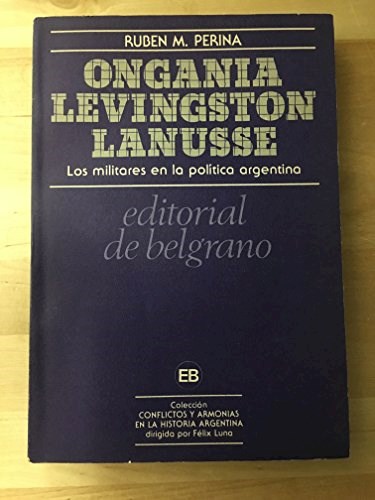 RUBEN M. PERINA
ONGANIA
LEVINGSTON
LANUSSE
Los militares en la política argentina
editorial
de belgrano
EB
Colección
CONFLICTOS Y ARMONIAS
EN LA HISTORIA ARGENTINA
dirigida por Félix Luna